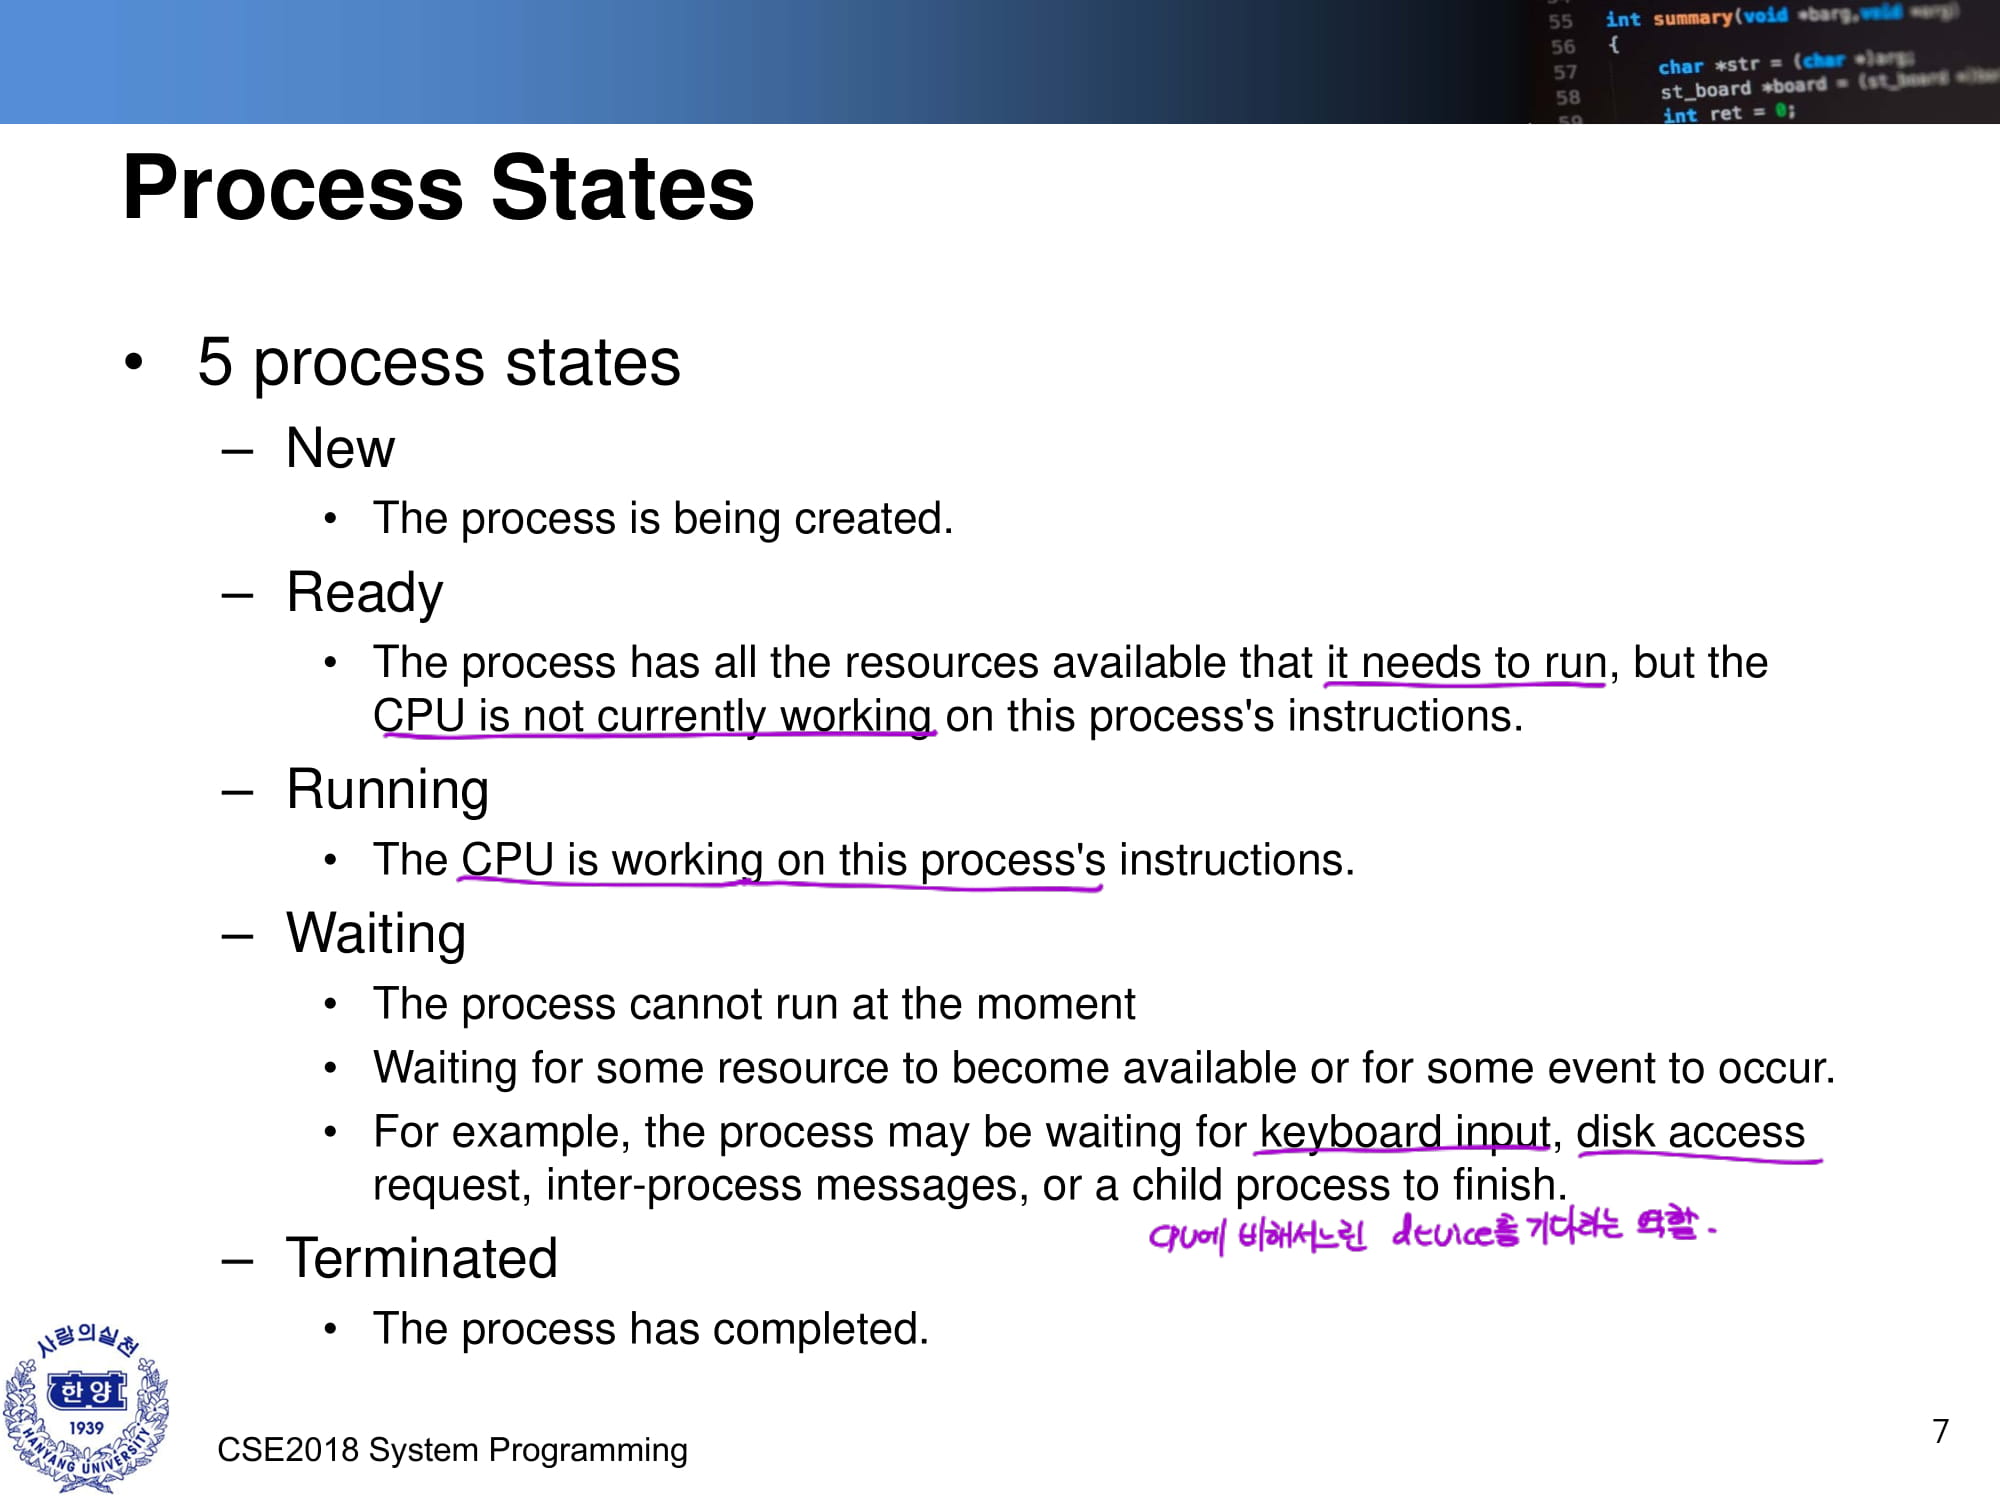 55 int summary(void *barg, void *arg)
56 {
57 char *str = (char *)arg;
58 st_board *board = (st_board *)
59 int ret = 0;
Process States
• 5 process states
– New
• The process is being created.
– Ready
• The process has all the resources available that it needs to run, but the
CPU is not currently working on this process's instructions.
– Running
• The CPU is working on this process's instructions.
– Waiting
• The process cannot run at the moment
• Waiting for some resource to become available or for some event to occur.
• For example, the process may be waiting for keyboard input, disk access
request, inter-process messages, or a child process to finish.
CPU에 비해서느린 device를 기다리는 역할.
– Terminated
• The process has completed.
사랑의실천
한양
1939
HANYANG UNIVERSITY
CSE2018 System Programming
7